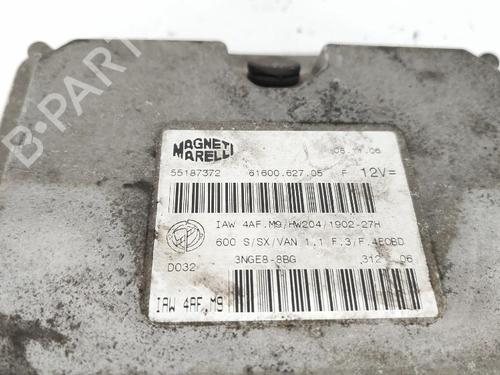 B-PARTS
MAGNETI MARELLI
55187372 61600.627.05 F 12V=
IAW 4AF.M9/HW204/1902-27H
600 S/SX/VAN 1.1 F.3/F.4EOBD
D032 3NGE8-8BG 312 06
IAW 4AF.M9